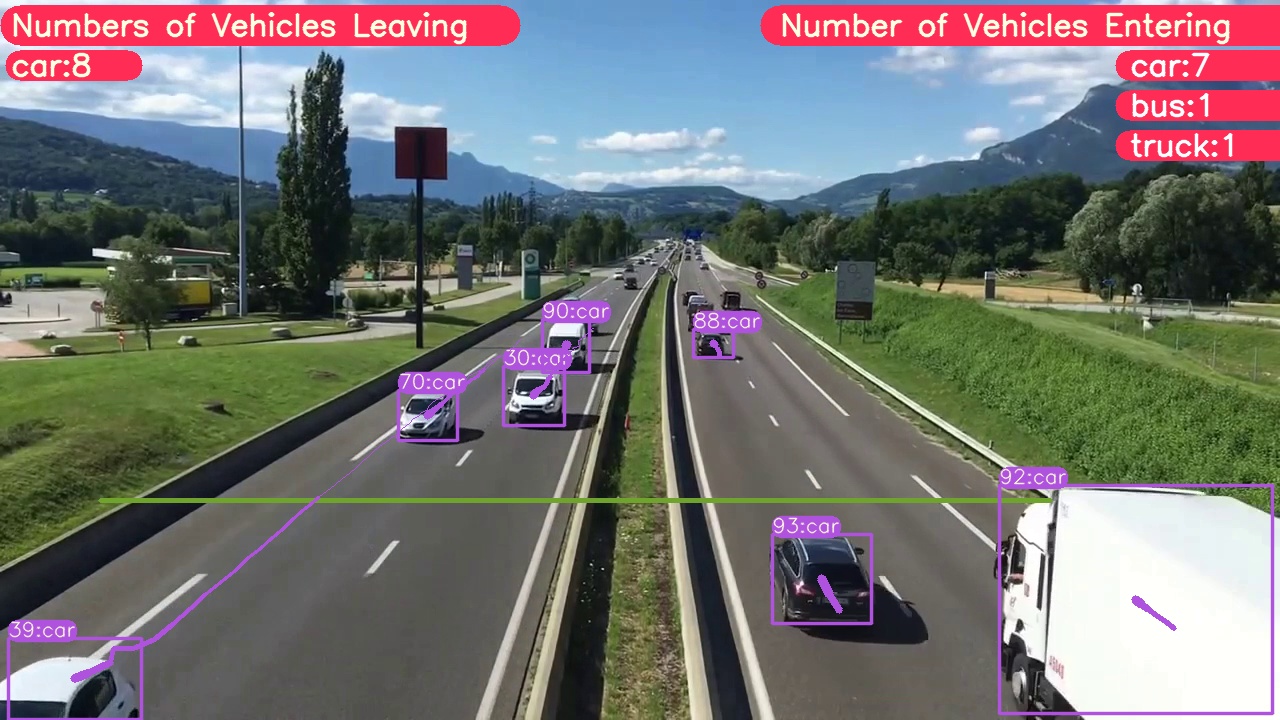 Numbers of Vehicles Leaving
Number of Vehicles Entering
car:8
car:7
bus:1
truck:1
90:car
88:car
30:car
70:car
92:car
93:car
39:car